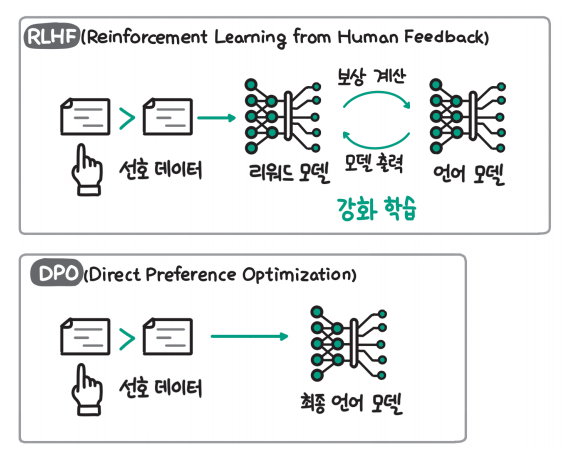 RLHF(Reinforcement Learning from Human Feedback)
보상 계산
선호 데이터
리워드 모델
모델 출력
언어 모델
강화 학습
DPO(Direct Preference Optimization)
선호 데이터
최종 언어 모델